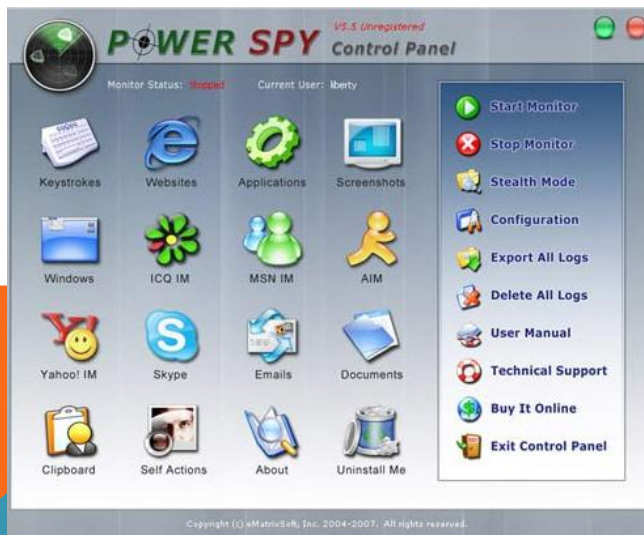 V5.5 Unregistered
POWER SPY Control Panel
Monitor Status: Stopped Current User: liberty
Keystrokes Websites Applications Screenshots
Windows ICQ IM MSN IM AIM
Yahoo! IM Skype Emails Documents
Clipboard Self Actions About Uninstall Me
Start Monitor
Stop Monitor
Stealth Mode
Configuration
Export All Logs
Delete All Logs
User Manual
Technical Support
Buy It Online
Exit Control Panel
Copyright (c) eMatrixSoft, Inc. 2004-2007. All rights reserved.